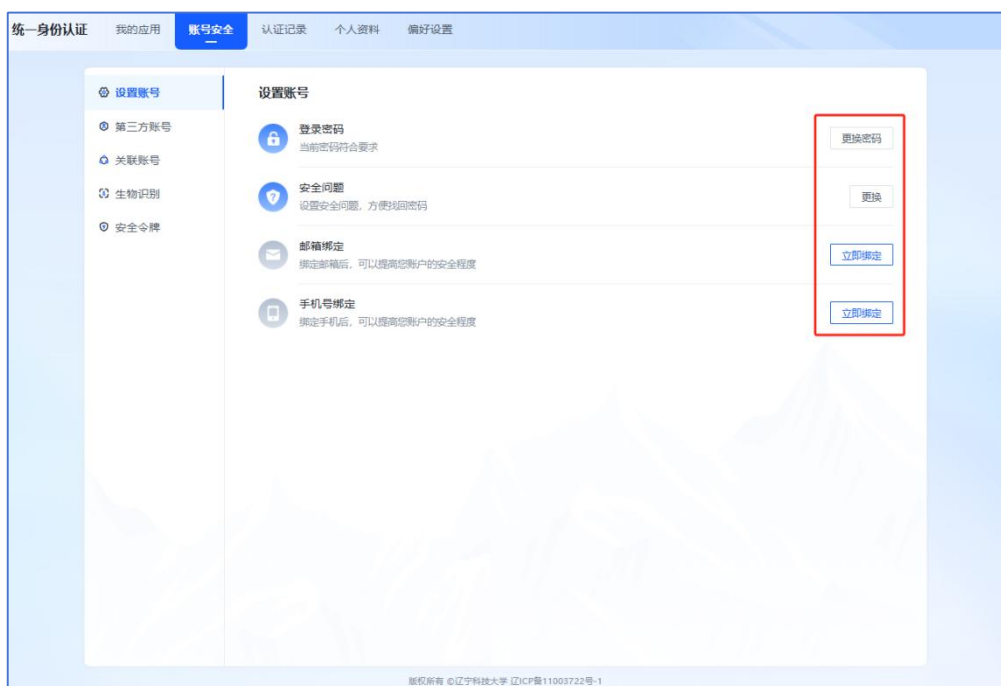 统一身份认证 我的应用 账号安全 认证记录 个人资料 偏好设置
设置账号
第三方账号
关联账号
生物识别
安全令牌
设置账号
登录密码
当前密码符合要求
更换密码
安全问题
设置安全问题，方便找回密码
更换
邮箱绑定
绑定邮箱后，可以提高您账户的安全程度
立即绑定
手机号绑定
绑定手机后，可以提高您账户的安全程度
立即绑定
版权所有 ©辽宁科技大学 辽ICP备11003722号-1